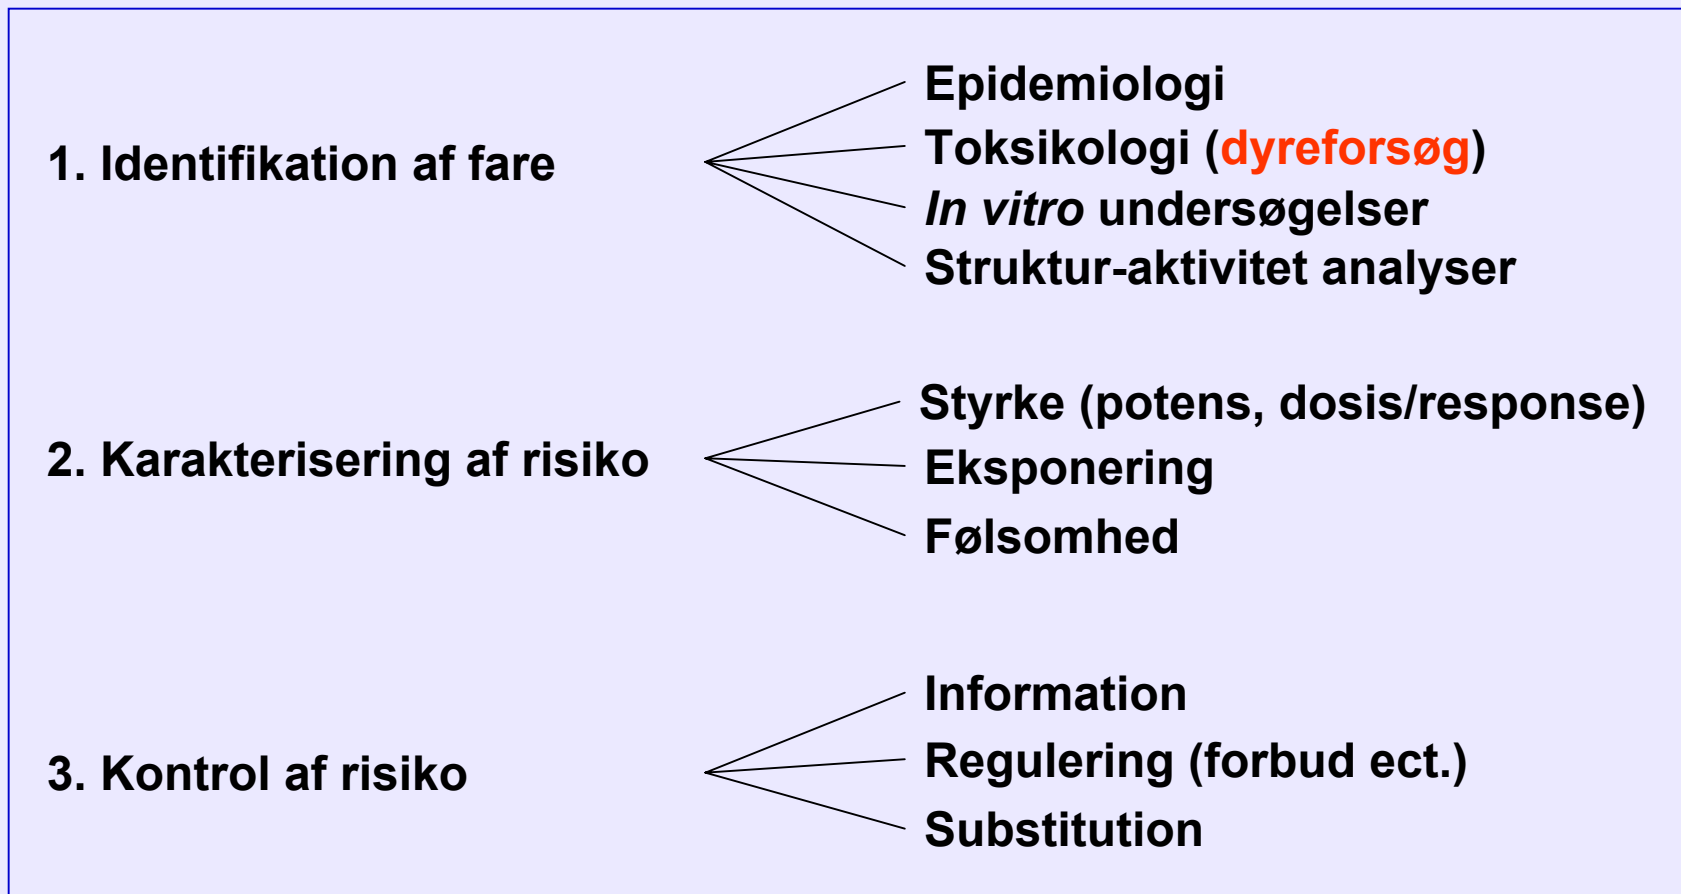 1. Identifikation af fare
Epidemiologi
Toksikologi (dyreforsøg)
In vitro undersøgelser
Struktur-aktivitet analyser
2. Karakterisering af risiko
Styrke (potens, dosis/response)
Eksponering
Følsomhed
3. Kontrol af risiko
Information
Regulering (forbud ect.)
Substitution